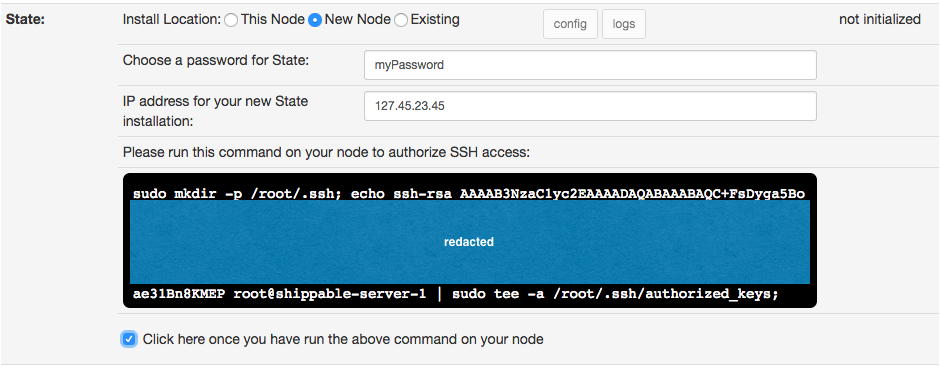 State: Install Location: This Node New Node Existing config logs not initialized
Choose a password for State: myPassword
IP address for your new State 127.45.23.45
installation:
Please run this command on your node to authorize SSH access:
sudo mkdir -p /root/.ssh; echo ssh-rsa AAAAB3NzaC1yc2EAAAADAQABAAABAQC+FsDyga5Bo
redacted
ae31Bn8KMEP root@shippable-server-1 | sudo tee -a /root/.ssh/authorized_keys;
Click here once you have run the above command on your node